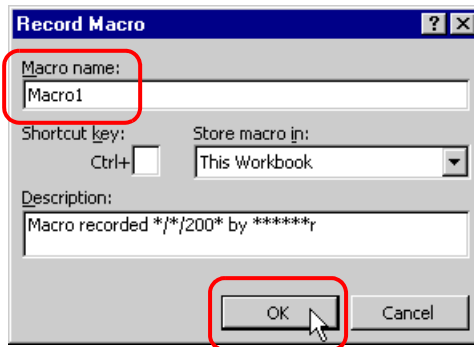 Record Macro
Macro name:
Macro1
Shortcut key: Store macro in:
Ctrl+ This Workbook
Description:
Macro recorded */*/200* by ******r
OK Cancel